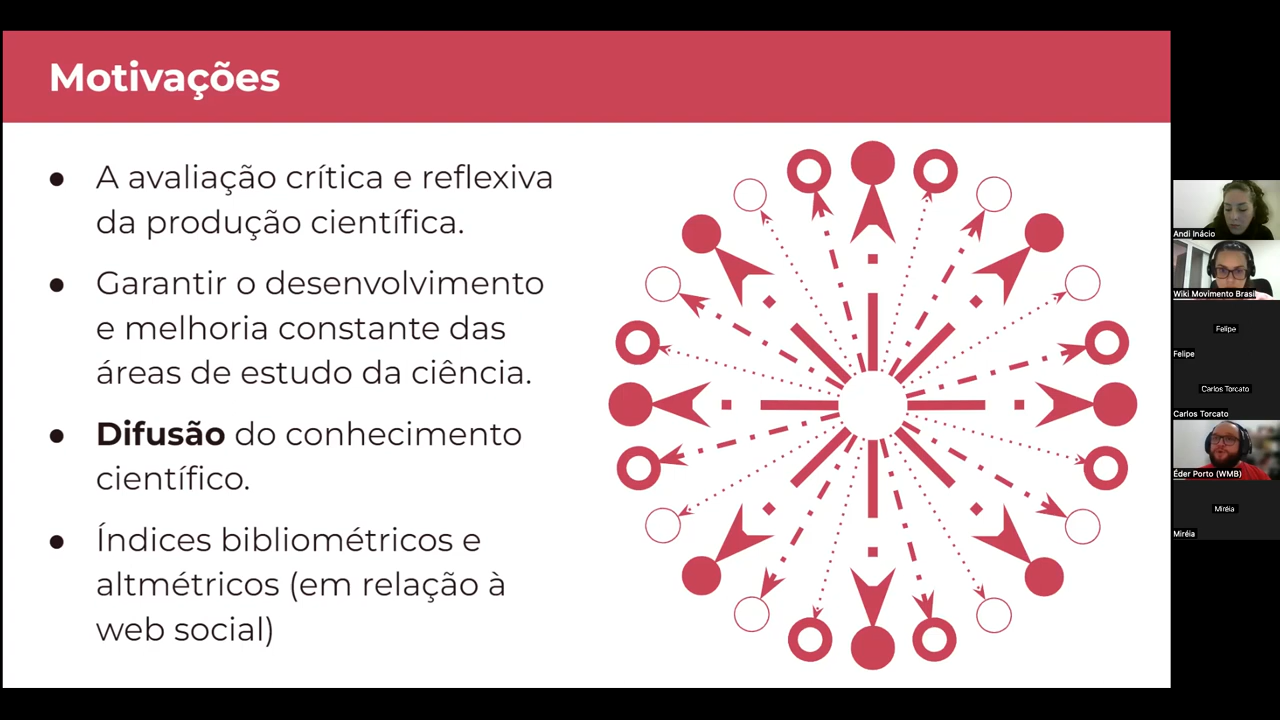 Motivações
● A avaliação crítica e reflexiva
da produção científica.
● Garantir o desenvolvimento
e melhoria constante das
áreas de estudo da ciência.
● Difusão do conhecimento
científico.
● Índices bibliométricos e
altmétricos (em relação à
web social)
Andi Inácio
Wiki Movimento Brasil
Felipe
Felipe
Carlos Torcato
Carlos Torcato
Éder Porto (WMB)
Miréia
Miréia